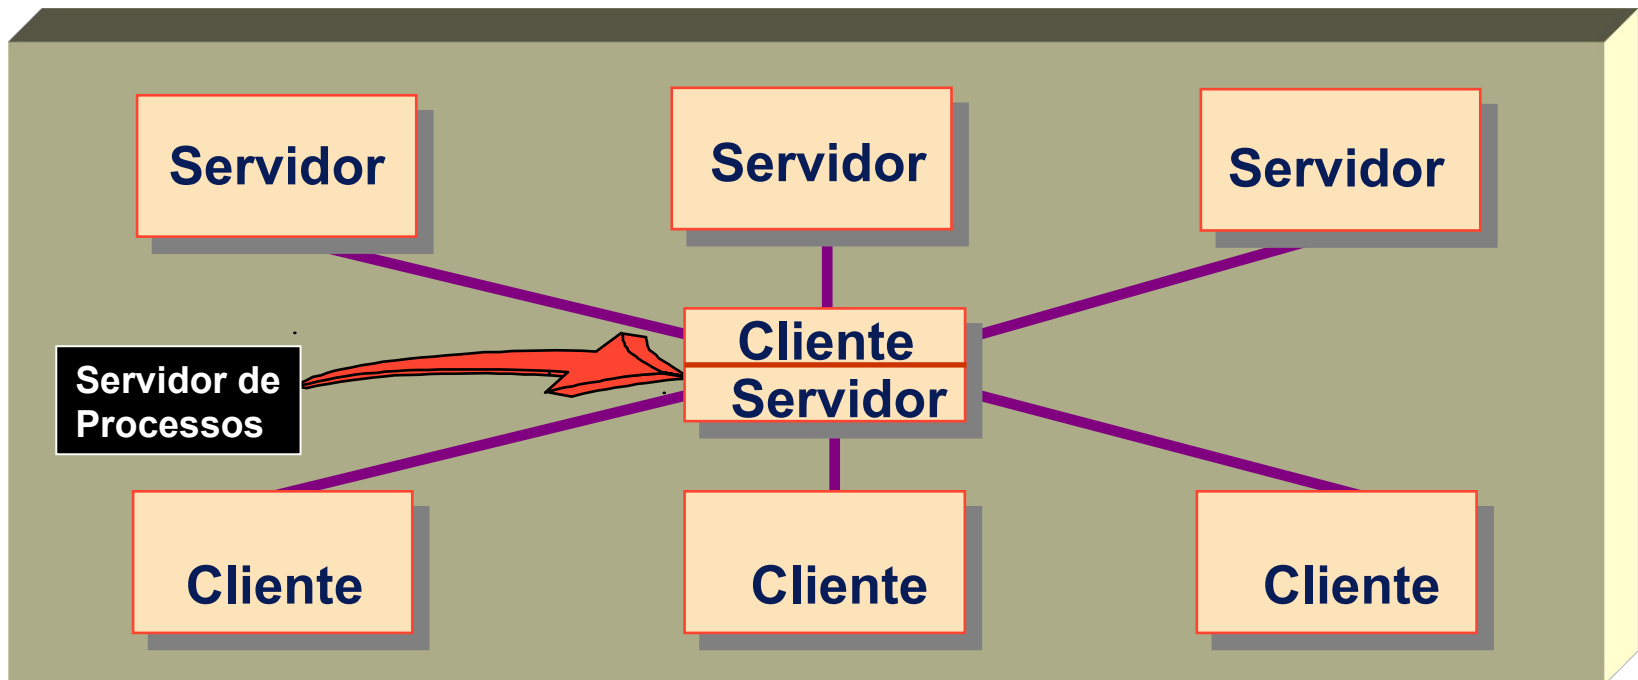 Servidor
Servidor
Servidor
Cliente
Servidor
Servidor de
Processos
Cliente
Cliente
Cliente